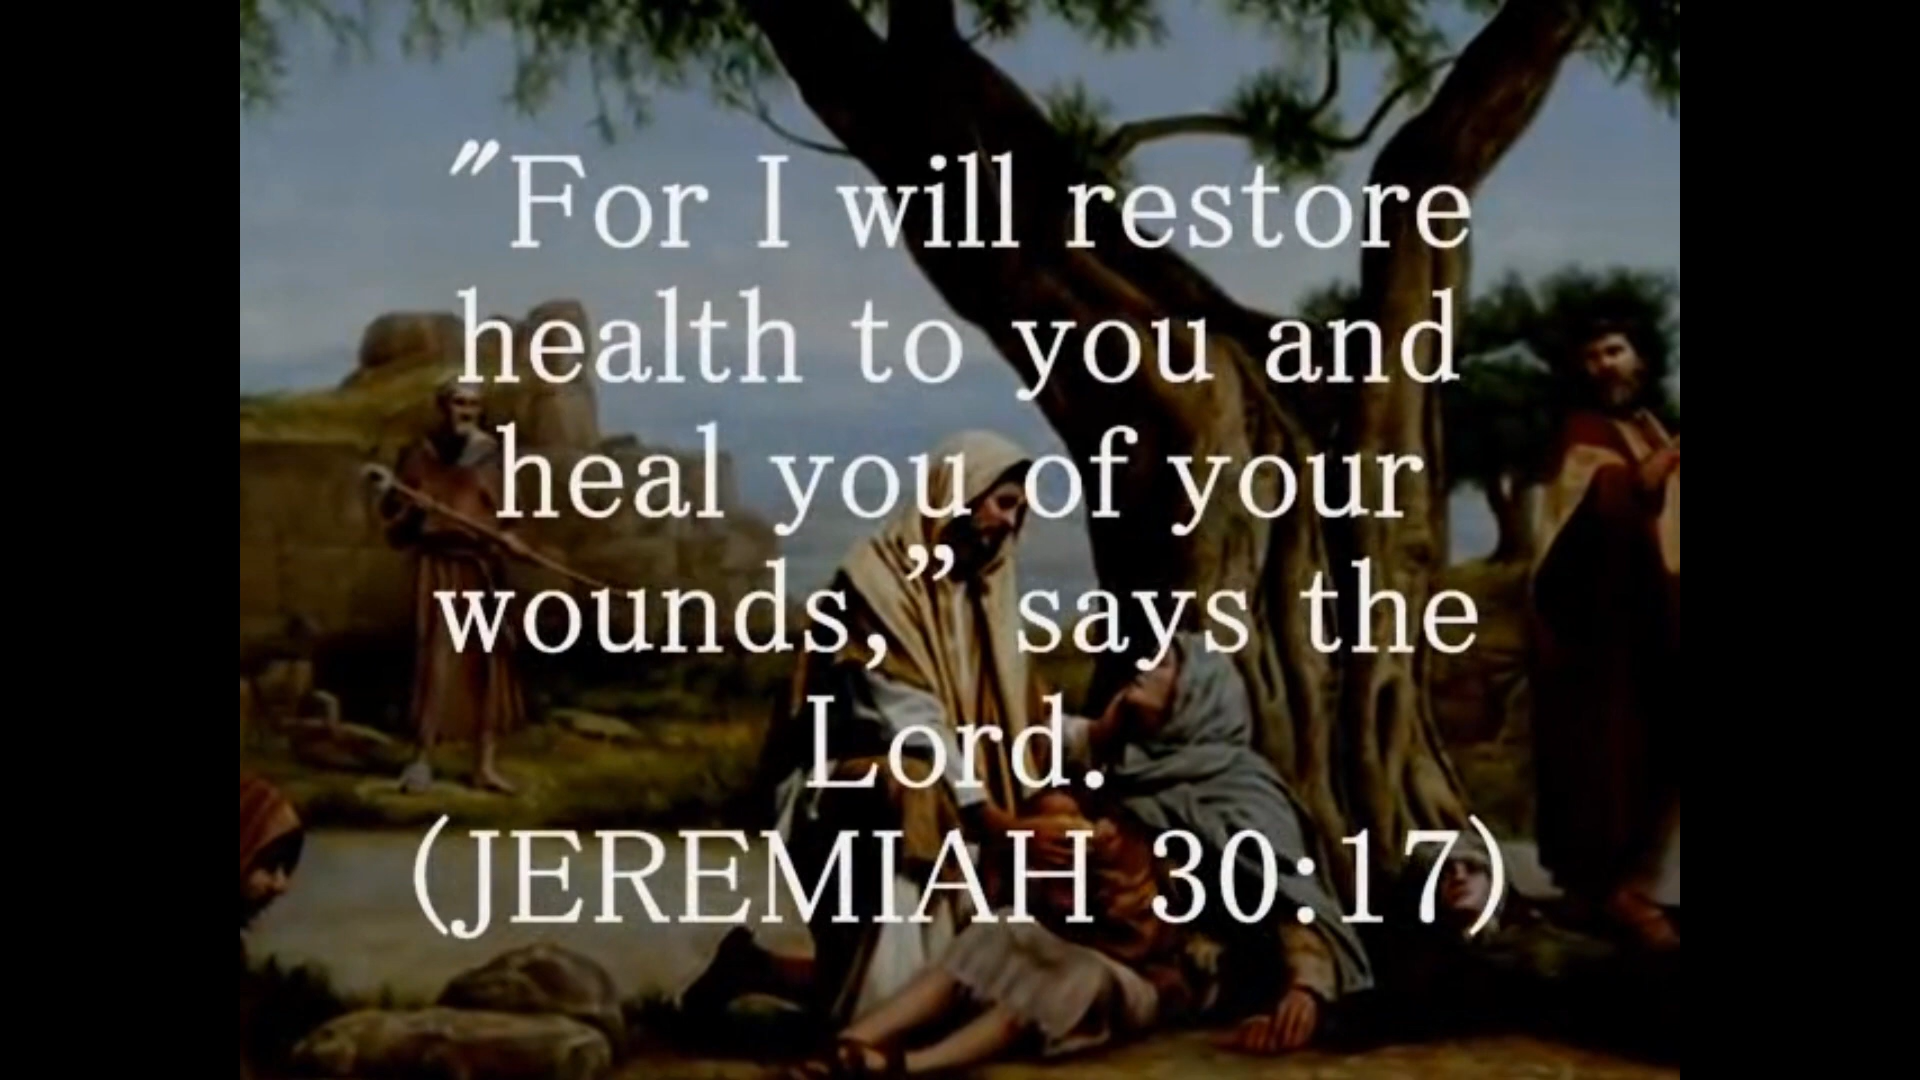 "For I will restore
health to you and
heal you of your
wounds,” says the
Lord.
(JEREMIAH 30:17)